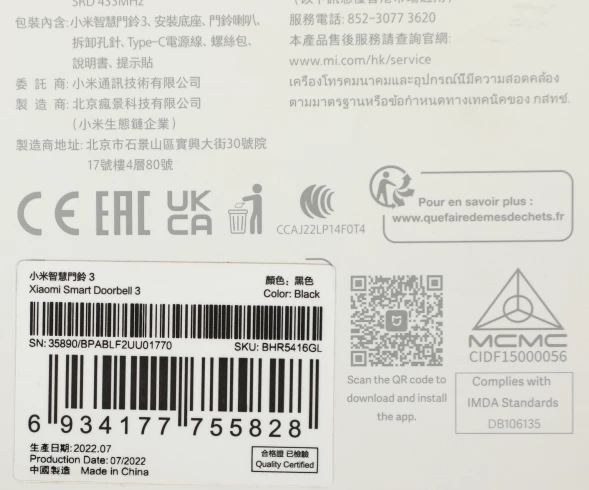 SRD 433MHz
包裝內含: 小米智慧門鈴3、安裝底座、門鈴喇叭、
拆卸孔針、Type-C電源線、螺絲包、
說明書、提示貼
委 託 商: 小米通訊技術有限公司
製 造 商: 北京瘋景科技有限公司
(小米生態鏈企業)
製造商地址: 北京市石景山區實興大街30號院
17號樓4層80號
服務電話: 852-3077 3620
本產品售後服務請查詢官網:
www.mi.com/hk/service
เครื่องโทรคมนาคมและอุปกรณ์นี้มีความสอดคล้อง
ตามมาตรฐานหรือข้อกำหนดทางเทคนิคของ กสทช.
CE EAC UK
CA
CCAJ22LP14F0T4
Pour en savoir plus :
www.quefairedemesdechets.fr
小米智慧門鈴 3
Xiaomi Smart Doorbell 3
顏色: 黑色
Color: Black
SN: 35890/BPABLF2UU01770
SKU: BHR5416GL
6 934177 755828
生產日期: 2022.07
Production Date: 07/2022
中國製造 Made in China
合格證 已檢驗
Quality Certified
Scan the QR code to
download and install
the app.
MCMC
CIDF15000056
Complies with
IMDA Standards
DB106135